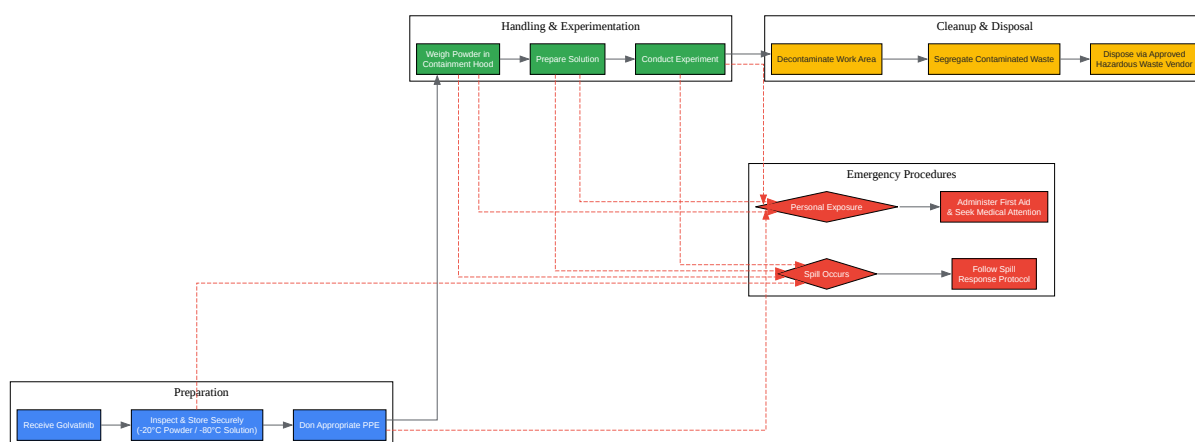 Handling & Experimentation
Weigh Powder in
Containment Hood
Prepare Solution
Conduct Experiment
Cleanup & Disposal
Decontaminate Work Area
Segregate Contaminated Waste
Dispose via Approved
Hazardous Waste Vendor
Emergency Procedures
Personal Exposure
Administer First Aid
& Seek Medical Attention
Spill Occurs
Follow Spill
Response Protocol
Preparation
Receive Golvatinib
Inspect & Store Securely
(-20°C Powder / -80°C Solution)
Don Appropriate PPE